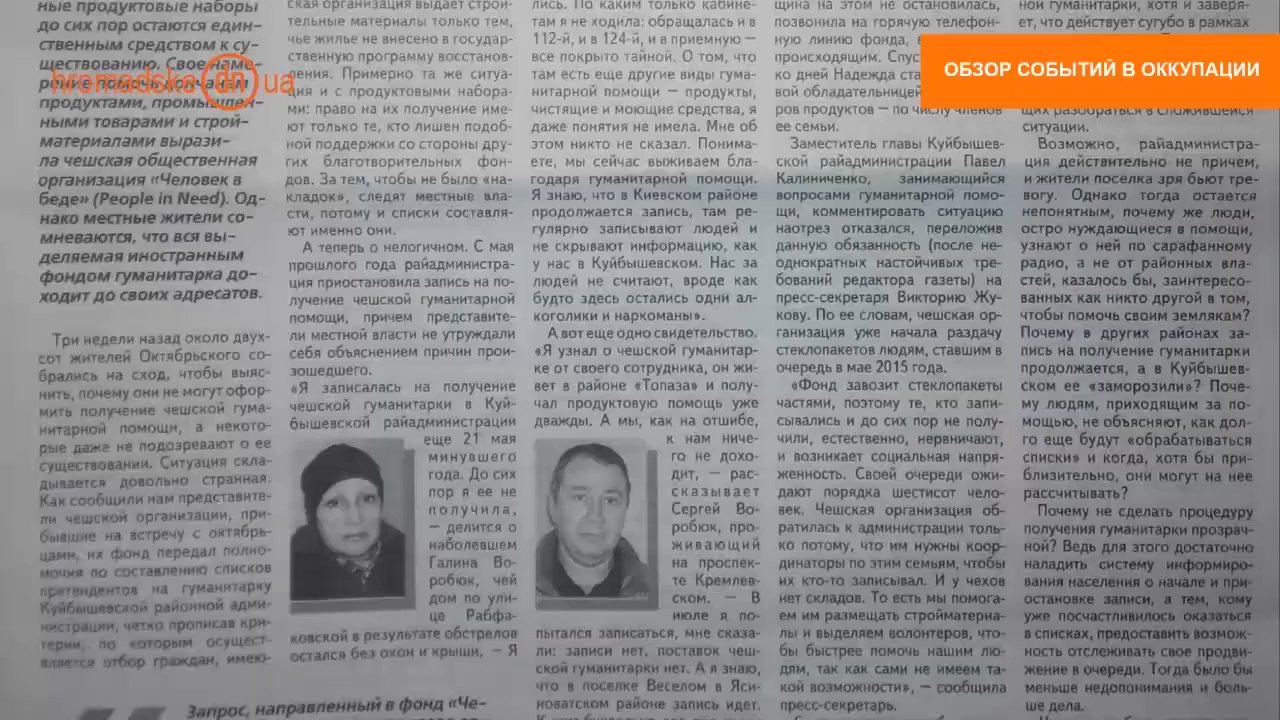 ные продуктовые наборы
до сих пор остаются един-
ственным средством к су-
ществованию. Свое наме-
рение помочь
продуктами, промышлен-
ными товарами и строй-
материалами вырази-
ла чешская общественная
организация «Человек в
беде» (People in Need). Од-
нако местные жители со-
мневаются, что вся вы-
деляемая иностранным
фондом гуманитарка до-
ходит до своих адресатов.
Три недели назад около двух-
сот жителей Октябрьского со-
брались на сход, чтобы выяс-
нить, почему они не могут офор-
мить получение чешской гума-
нитарной помощи, а некото-
рые даже не подозревают о ее
существовании. Ситуация скла-
дывается довольно странная.
Как сообщили нам представите-
ли чешской организации, при-
бывшие на встречу с октябрь-
цами, их фонд передал полно-
мочия по составлению списков
претендентов на гуманитарку
Куйбышевской районной адми-
нистрации, четко прописав кри-
терии, по которым осущест-
вляется отбор граждан, имею-
ская организация выдает строи-
тельные материалы только тем,
чье жилье не внесено в государ-
ственную программу восстанов-
ления. Примерно та же ситуа-
ция и с продуктовыми набора-
ми: право на их получение име-
ют только те, кто лишен подоб-
ной поддержки со стороны дру-
гих благотворительных фон-
дов. За тем, чтобы не было «на-
кладок», следят местные вла-
сти, потому и списки составля-
ют именно они.
А теперь о нелогичном. С мая
прошлого года райадминистра-
ция приостановила запись на по-
лучение чешской гуманитарной
помощи, причем представите-
ли местной власти не утруждали
себя объяснением причин прои-
зошедшего.
«Я записалась на получение
чешской гуманитарки в Куй-
бышевской райадминистрации
еще 21 мая
минувшего
года. До сих
пор я ее не
получила,
– делится о
наболевшем
Галина Во-
робюк, чей
дом по ули-
це Рабфа-
ковской в результате обстрелов
остался без окон и крыши. – Я
Запрос, направленный в фонд «Че-
лись. По каким только кабине-
там я не ходила: обращалась и в
112-й, и в 124-й, и в приемную –
все покрыто тайной. О том, что
там есть еще другие виды гума-
нитарной помощи – продукты,
чистящие и моющие средства, я
даже понятия не имела. Мне об
этом никто не сказал. Понима-
ете, мы сейчас выживаем бла-
годаря гуманитарной помощи.
Я знаю, что в Киевском районе
продолжается запись, там ре-
гулярно записывают людей и
не скрывают информацию, как
у нас в Куйбышевском. Нас за
людей не считают, вроде как
будто здесь остались одни ал-
коголики и наркоманы».
А вот еще одно свидетельство.
«Я узнал о чешской гуманитар-
ке от своего сотрудника, он жи-
вет в районе «Топаза» и полу-
чал продуктовую помощь уже
дважды. А мы, как на отшибе,
к нам ниче-
го не дохо-
дит, – рас-
сказывает
Сергей Во-
робюк, про-
живающий
на проспек-
те Кремлев-
ском. – В
июле я по-
пытался записаться, мне сказа-
ли: записи нет, поставок чеш-
ской гуманитарки нет. А я знаю,
что в поселке Веселом в Яси-
новатском районе запись идет.
щина на этом не остановилась,
позвонила на горячую телефон-
ную линию фонда,
происходящим. Спус
ко дней Надежда ста
вой обладательницей
ров продуктов – по числу членов
ее семьи.
Заместитель главы Куйбышев-
ской райадминистрации Павел
Калиниченко, занимающийся
вопросами гуманитарной помо-
щи, комментировать ситуацию
наотрез отказался, переложив
данную обязанность (после не-
однократных настойчивых тре-
бований редактора газеты) на
пресс-секретаря Викторию Жу-
кову. По ее словам, чешская ор-
ганизация уже начала раздачу
стеклопакетов людям, ставшим в
очередь в мае 2015 года.
«Фонд завозит стеклопакеты
частями, поэтому те, кто запи-
сывались и до сих пор не полу-
чили, естественно, нервничают,
и возникает социальная напря-
женность. Своей очереди ожи-
дают порядка шестисот чело-
век. Чешская организация об-
ратилась к администрации толь-
ко потому, что им нужны коор-
динаторы по этим семьям, чтобы
их кто-то записывал. И у чехов
нет складов. То есть мы помога-
ем им размещать стройматериа-
лы и выделяем волонтеров, что-
бы быстрее помочь нашим лю-
дям, так как сами не имеем та-
кой возможности», – сообщила
пресс-секретарь.
ной гуманитарки, хотя и заверя-
ет, что действует сугубо в рамках
щих разобраться в сложившейся
ситуации.
Возможно, райадминистра-
ция действительно не причем,
и жители поселка зря бьют тре-
вогу. Однако тогда остается
непонятным, почему же люди,
остро нуждающиеся в помощи,
узнают о ней по сарафанному
радио, а не от районных вла-
стей, казалось бы, заинтересо-
ванных как никто другой в том,
чтобы помочь своим землякам?
Почему в других районах за-
пись на получение гуманитарки
продолжается, а в Куйбышев-
ском ее «заморозили»? Поче-
му людям, приходящим за по-
мощью, не объясняют, как дол-
го еще будут «обрабатываться
списки» и когда, хотя бы при-
близительно, они могут на нее
рассчитывать?
Почему не сделать процедуру
получения гуманитарки прозрач-
ной? Ведь для этого достаточно
наладить систему информиро-
вания населения о начале и при-
остановке записи, а тем, кому
уже посчастливилось оказаться
в списках, предоставить возмож-
ность отслеживать свое продви-
жение в очереди. Тогда было бы
меньше недопонимания и боль-
ше дела.
hromadske dn ua
ОБЗОР СОБЫТИЙ В ОККУПАЦИИ